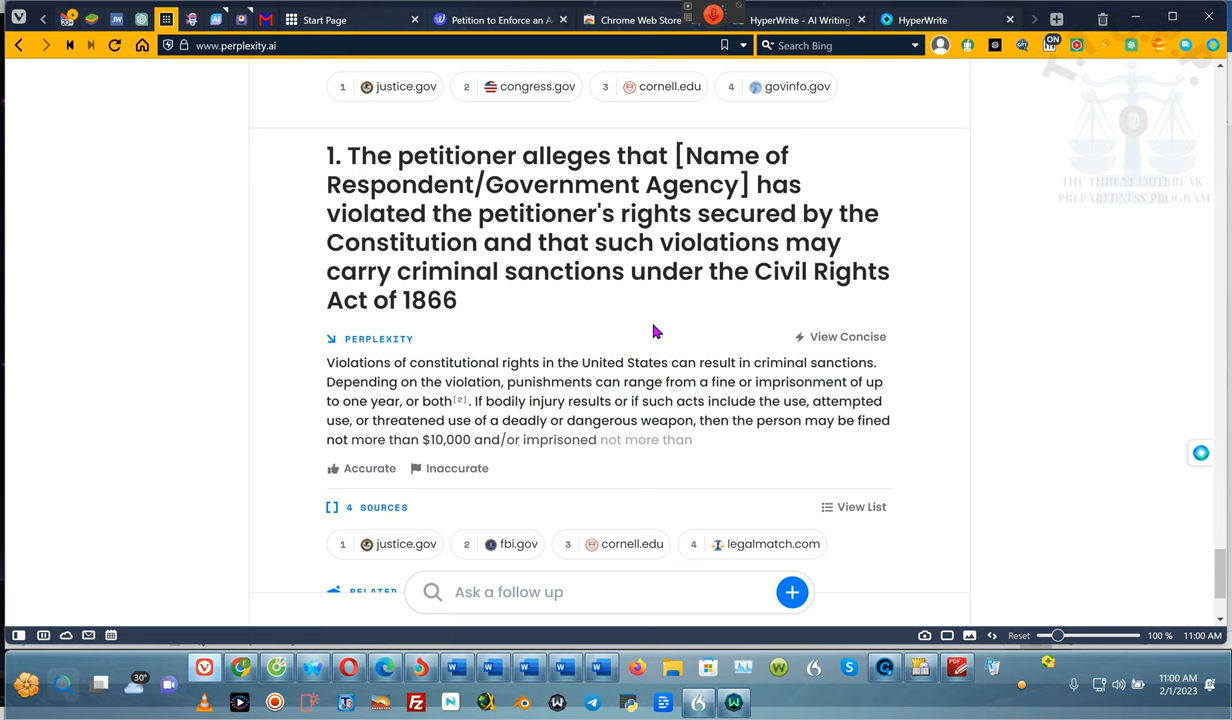 Start Page
Petition to Enforce an A
Chrome Web Store
HyperWrite - AI Writing
HyperWrite
www.perplexity.ai
Search Bing
ON
1 justice.gov 2 congress.gov 3 cornell.edu 4 govinfo.gov
THE THREAT OUTBREAK
PREPAREDNESS PROGRAM
1. The petitioner alleges that [Name of
Respondent/Government Agency] has
violated the petitioner's rights secured by the
Constitution and that such violations may
carry criminal sanctions under the Civil Rights
Act of 1866
PERPLEXITY
View Concise
Violations of constitutional rights in the United States can result in criminal sanctions.
Depending on the violation, punishments can range from a fine or imprisonment of up
to one year, or both[2]. If bodily injury results or if such acts include the use, attempted
use, or threatened use of a deadly or dangerous weapon, then the person may be fined
not more than $10,000 and/or imprisoned not more than
Accurate Inaccurate
4 SOURCES
View List
1 justice.gov 2 fbi.gov 3 cornell.edu 4 legalmatch.com
RELATED
Ask a follow up
Reset 100 % 11:00 AM
30°
11:00 AM
2/1/2023